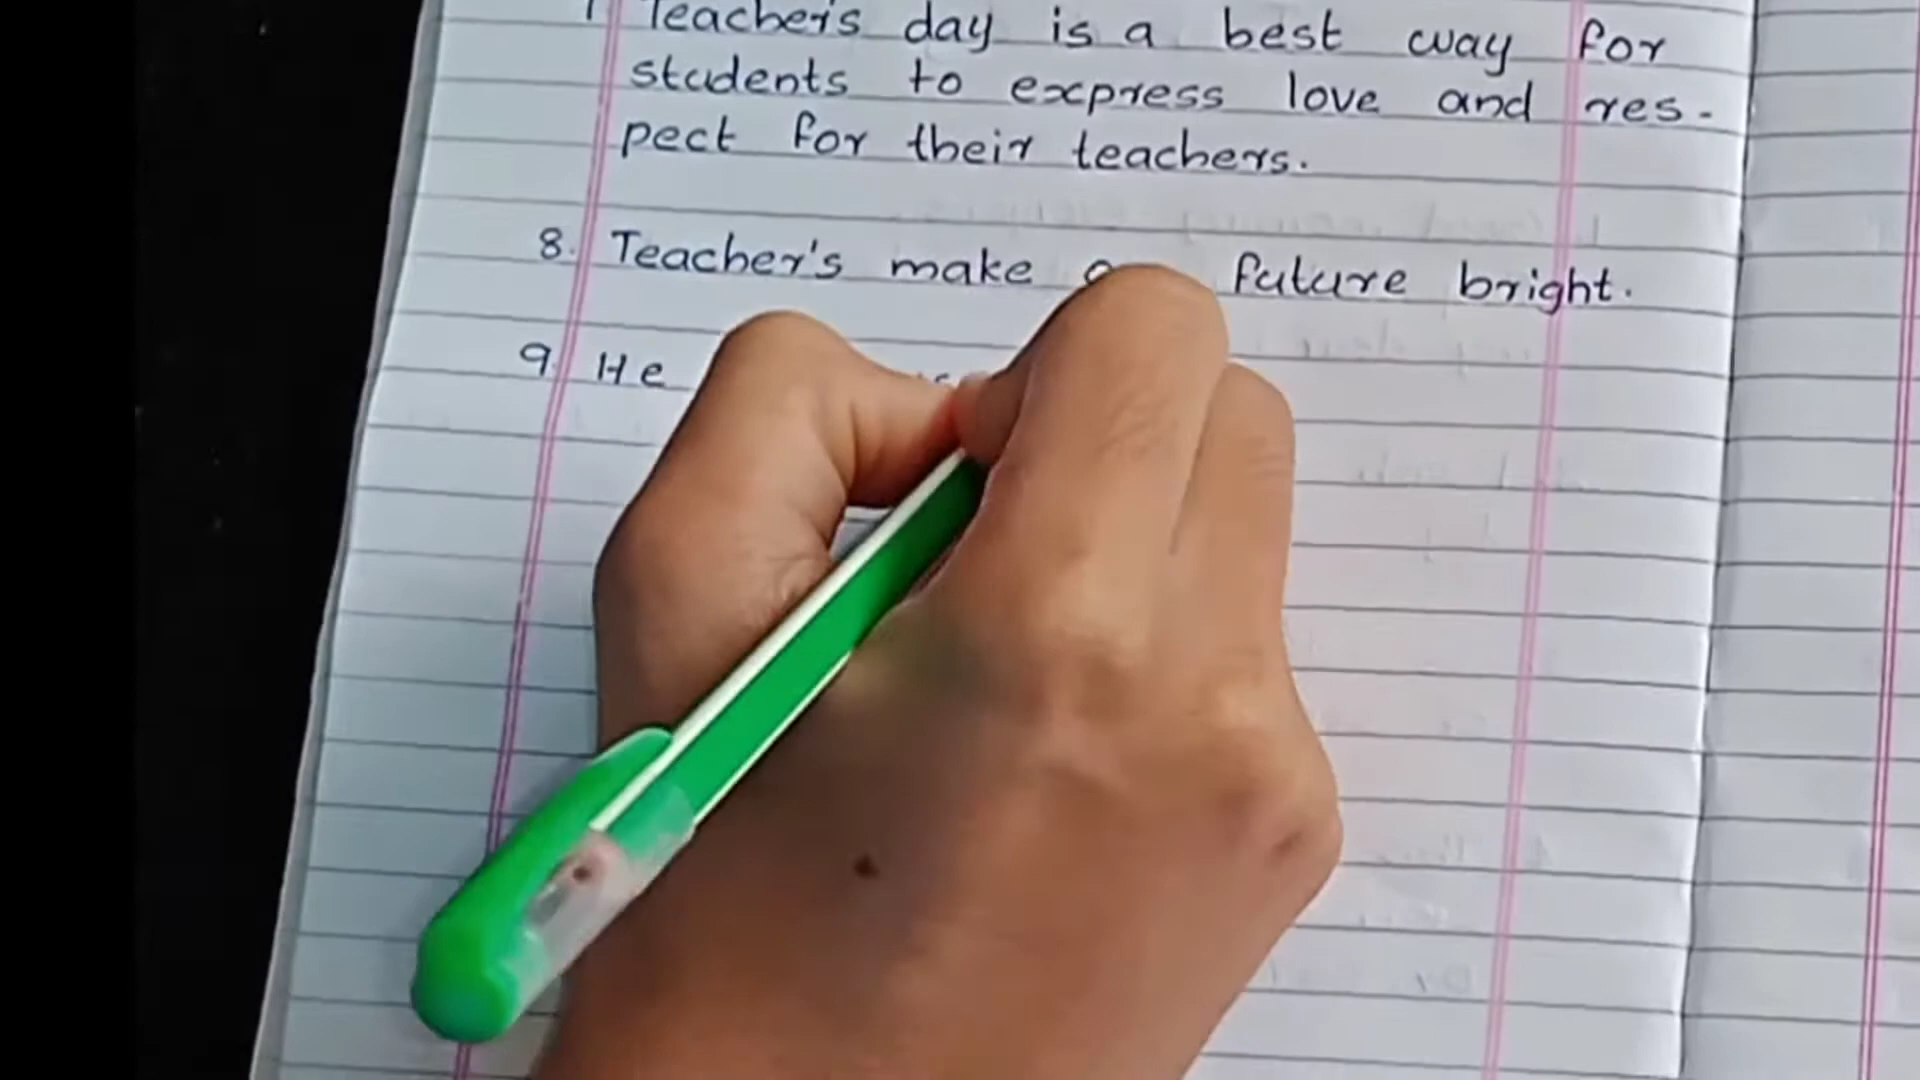 Teacher's day is a best way for
students to express love and res-
pect for their teachers.
8. Teacher's make future bright.
9. He